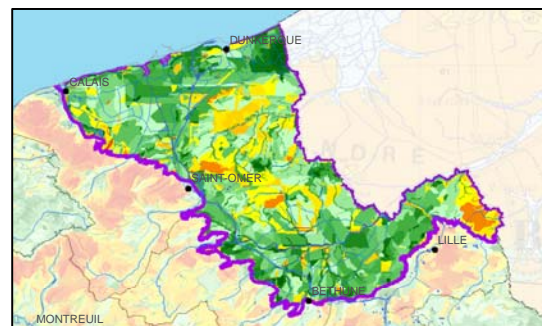 DUNKERQUE
CALAIS
SAINT-OMER
LILLE
BETHUNE
MONTREUIL